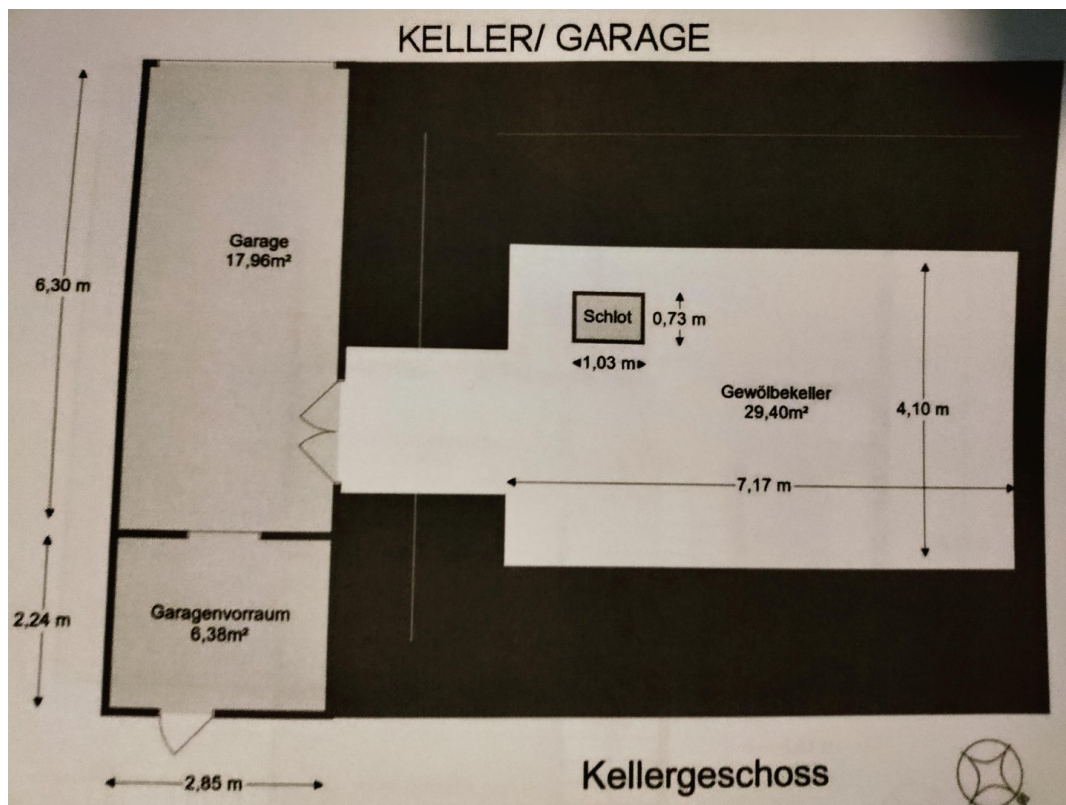 KELLER/ GARAGE
Garage
17,96m²
6,30 m
Schlot
0,73 m
1,03 m
Gewölbekeller
29,40m²
4,10 m
7,17 m
Garagenvorraum
6,38m²
2,24 m
2,85 m
Kellergeschoss